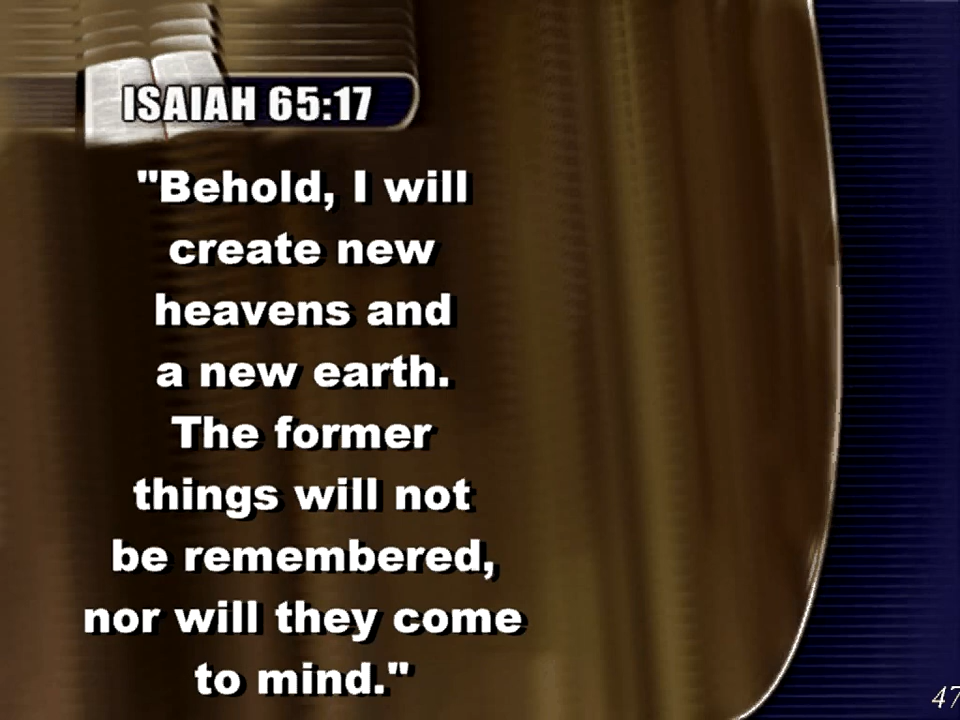 ISAIAH 65:17
"Behold, I will
create new
heavens and
a new earth.
The former
things will not
be remembered,
nor will they come
to mind."
47